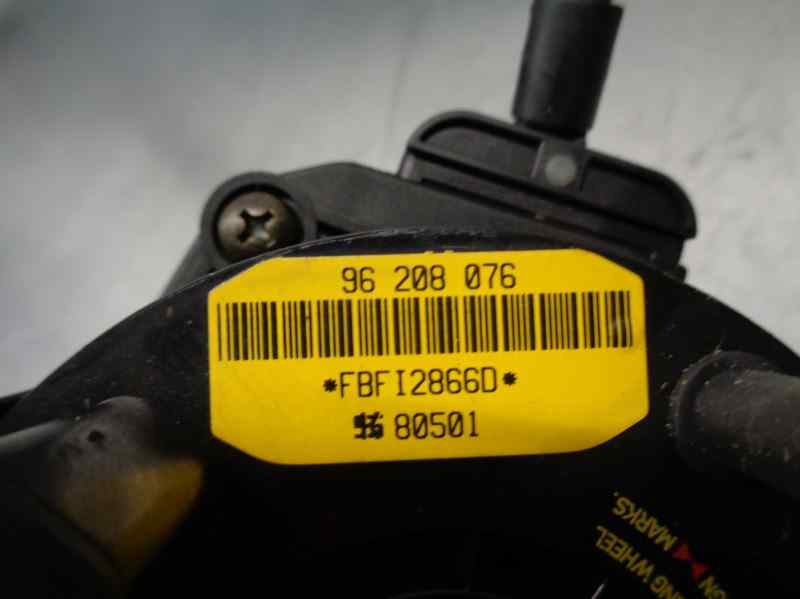 96 208 076
*FBFI2866D*
80501
MARKS.
WHEEL